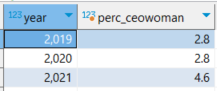 123 year 123 perc_ceowoman
2,019 2.8
2,020 2.8
2,021 4.6